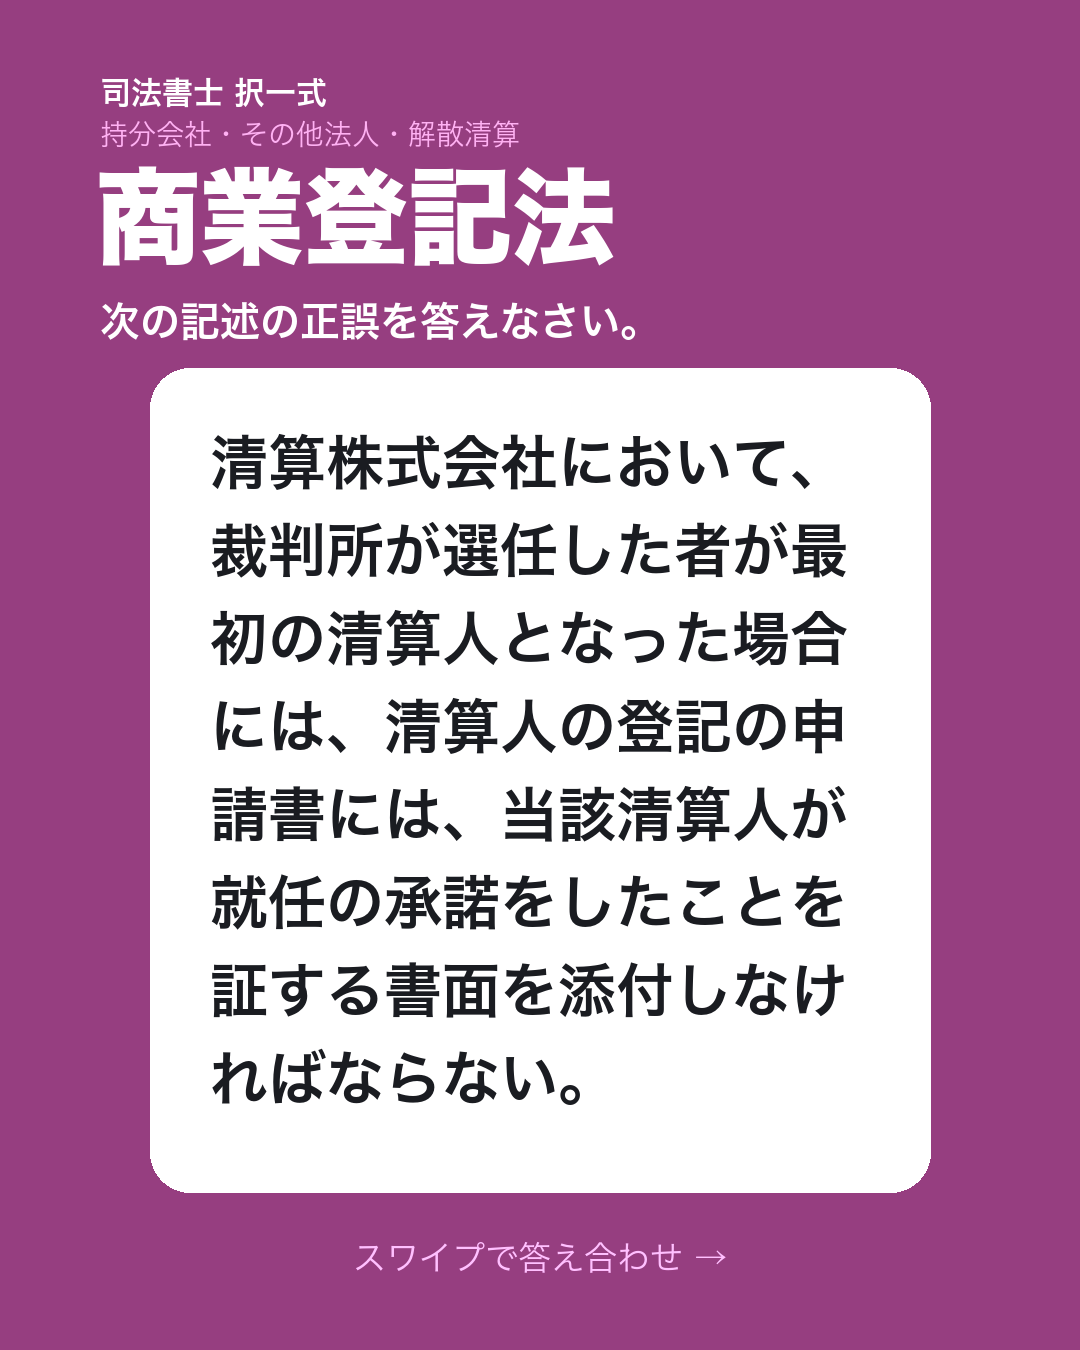 司法書士 択一式
持分会社・その他法人・解散清算
商業登記法
次の記述の正誤を答えなさい。
清算株式会社において、
裁判所が選任した者が最
初の清算人となった場合
には、清算人の登記の申
請書には、当該清算人が
就任の承諾をしたことを
証する書面を添付しなけ
ればならない。
スワイプで答え合わせ →